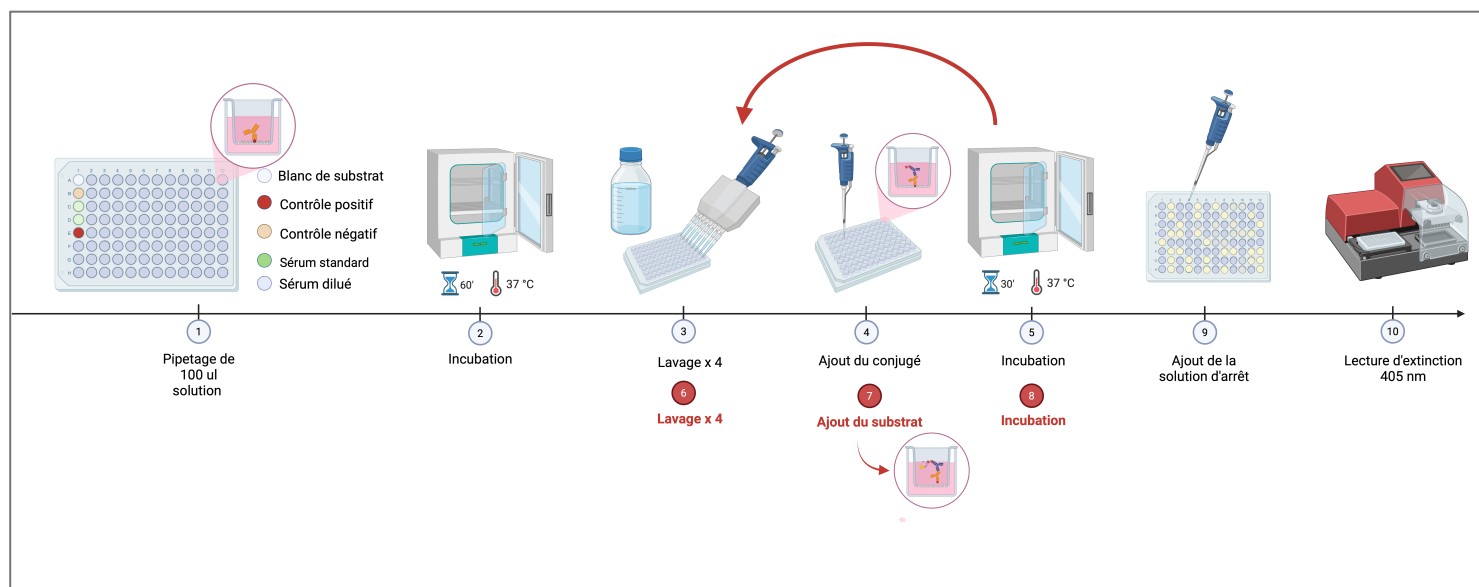 Blanc de substrat
Contrôle positif
Contrôle négatif
Sérum standard
Sérum dilué
60'
37 °C
30'
37 °C
1
2
3
4
5
9
10
Pipetage de
100 ul
solution
Incubation
Lavage x 4
Ajout du conjugé
Incubation
Ajout de la
solution d'arrêt
Lecture d'extinction
405 nm
6
7
8
Lavage x 4
Ajout du substrat
Incubation